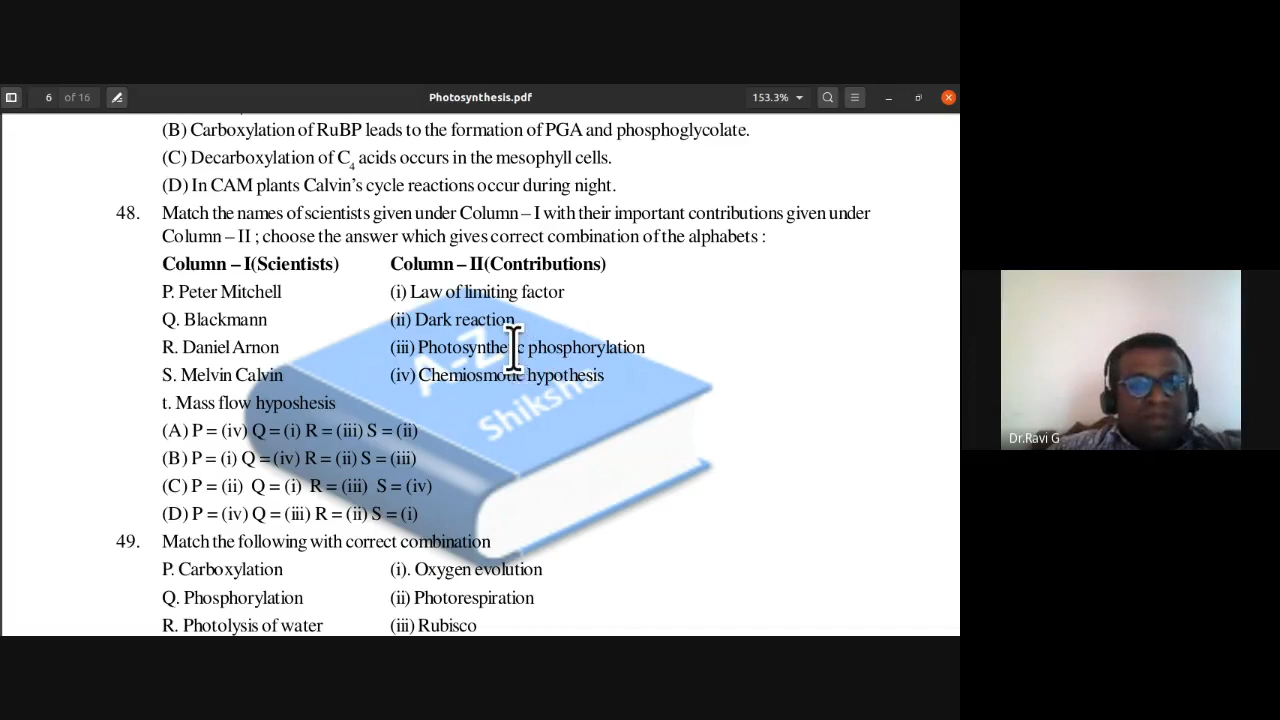 6 of 16
Photosynthesis.pdf
153.3%
(B) Carboxylation of RuBP leads to the formation of PGA and phosphoglycolate.
(C) Decarboxylation of C4 acids occurs in the mesophyll cells.
(D) In CAM plants Calvin's cycle reactions occur during night.
48. Match the names of scientists given under Column – I with their important contributions given under
Column – II ; choose the answer which gives correct combination of the alphabets :
Column – I(Scientists) Column – II(Contributions)
P. Peter Mitchell (i) Law of limiting factor
Q. Blackmann (ii) Dark reaction
R. Daniel Arnon (iii) Photosynthetic phosphorylation
S. Melvin Calvin (iv) Chemiosmotic hypothesis
t. Mass flow hyposhesis
(A) P = (iv) Q = (i) R = (iii) S = (ii)
(B) P = (i) Q = (iv) R = (ii) S = (iii)
(C) P = (ii) Q = (i) R = (iii) S = (iv)
(D) P = (iv) Q = (iii) R = (ii) S = (i)
49. Match the following with correct combination
P. Carboxylation (i). Oxygen evolution
Q. Phosphorylation (ii) Photorespiration
R. Photolysis of water (iii) Rubisco
A-Z
Shiksha
Dr.Ravi G